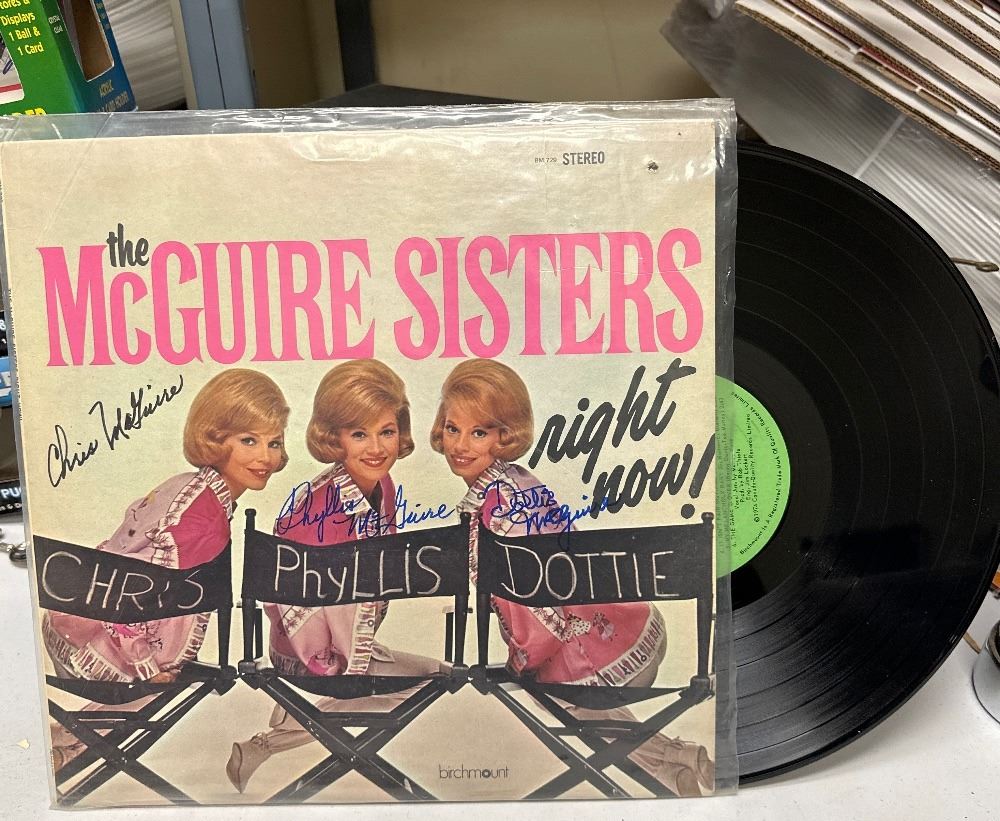 Displays
1 Ball &
1 Card
BM 729 STEREO
the
McGUIRE SISTERS
right
now!
Chris McGuire
Phyllis McGuire
Dottie McGuire
CHRIS
PhyLLIS
DOTTIE
birchmount